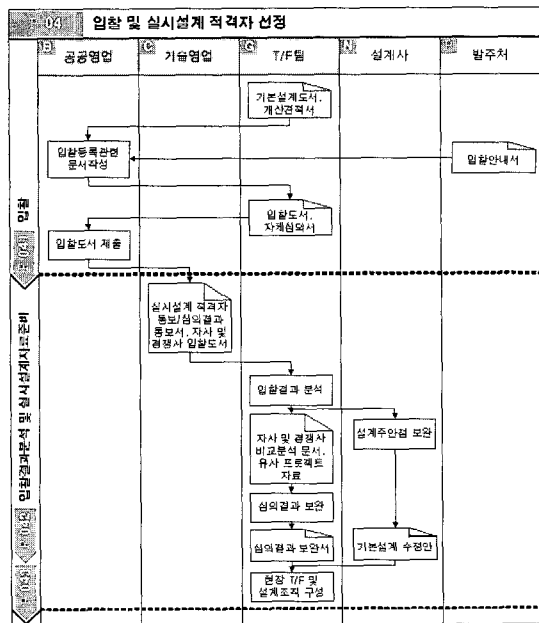 04 입찰 및 실시설계 적격자 선정
B 공공영업
C 기술영업
G T/F팀
N 설계사
발주처
기본설계도서,
개산견적서
입찰등록관련
문서작성
입찰안내서
입찰도서,
자체심의서
입찰도서 제출
입찰
실시설계 적격자
통보/심의결과
통보서, 자사 및
경쟁사 입찰도서
입찰결과 분석
자사 및 경쟁사
비교분석 문서,
유사 프로젝트
자료
설계주안점 보완
심의결과 보완
심의결과 보완서
기본설계 수정안
현장 T/F 및
설계조직 구성
입찰결과분석 및 실시설계자료준비